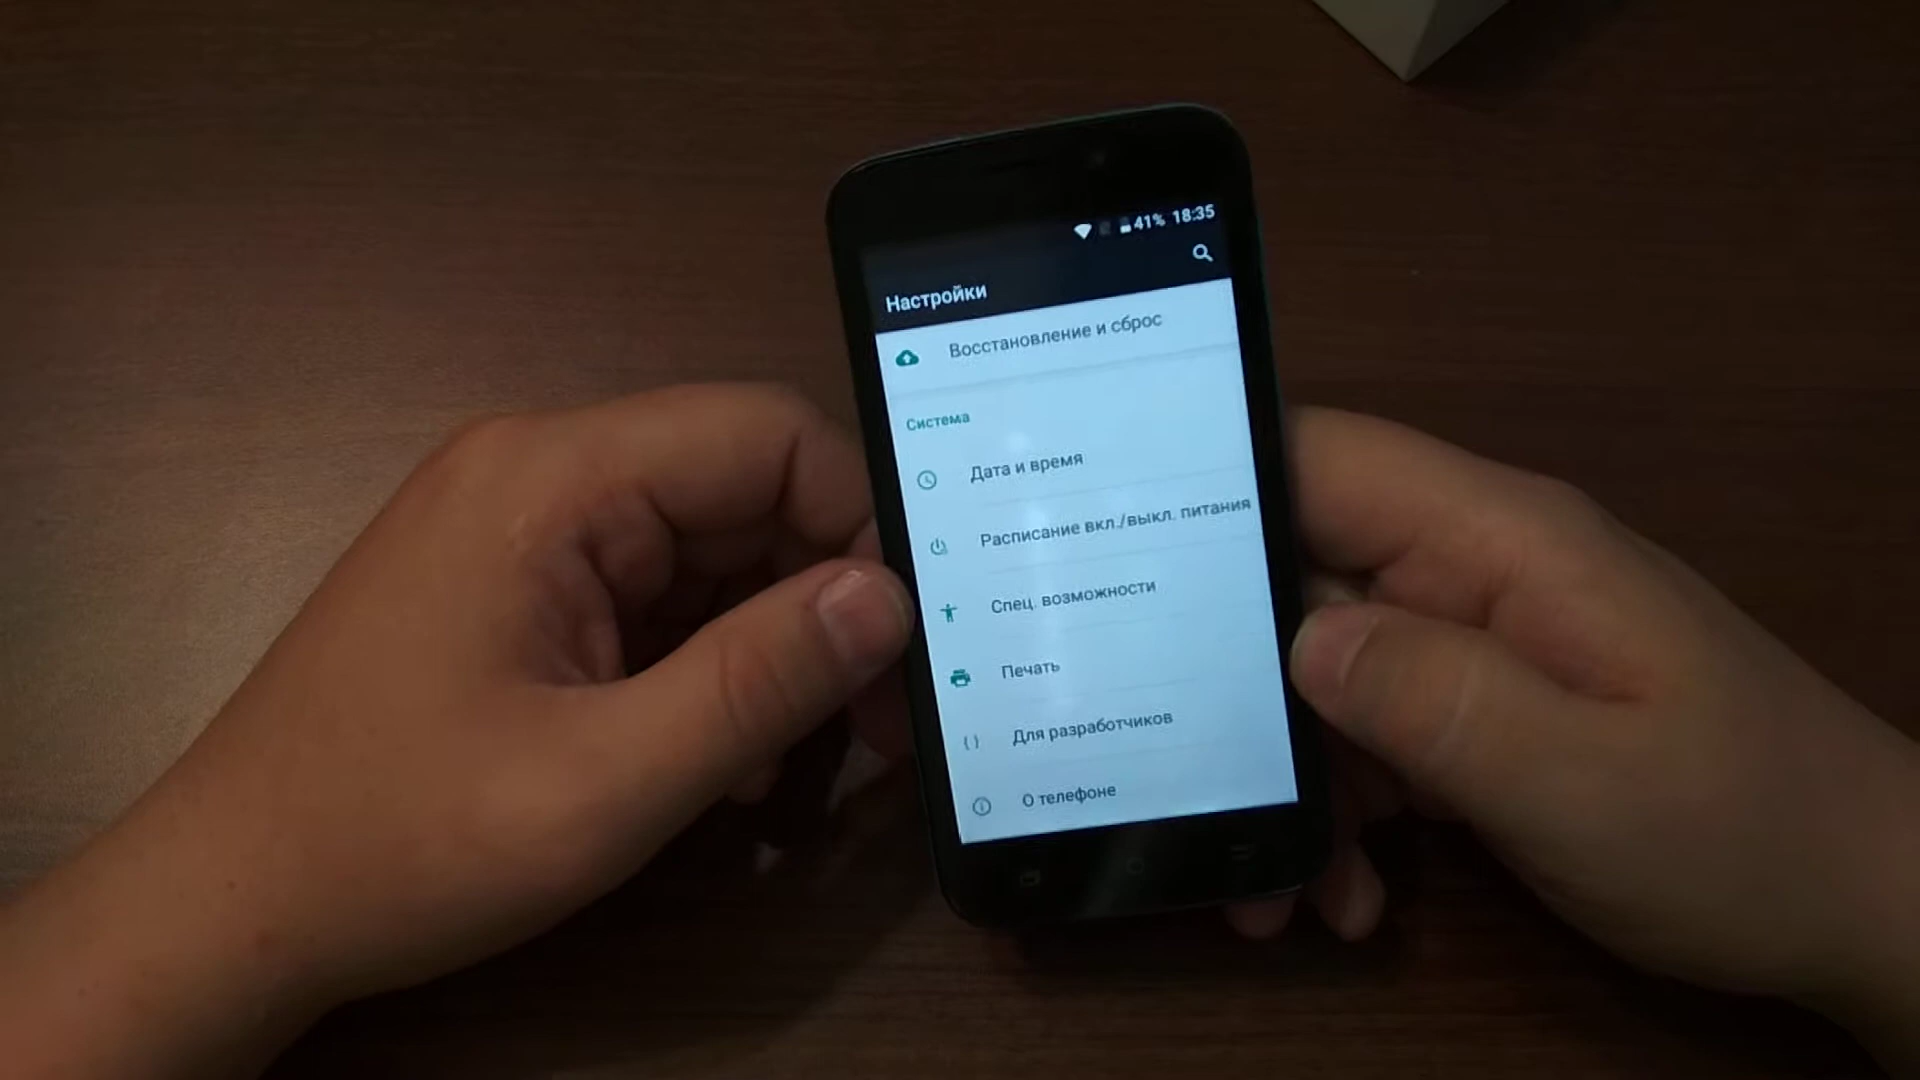 41% 18:35
Настройки
Восстановление и сброс
Система
Дата и время
Расписание вкл./выкл. питания
Спец. возможности
Печать
Для разработчиков
О телефоне